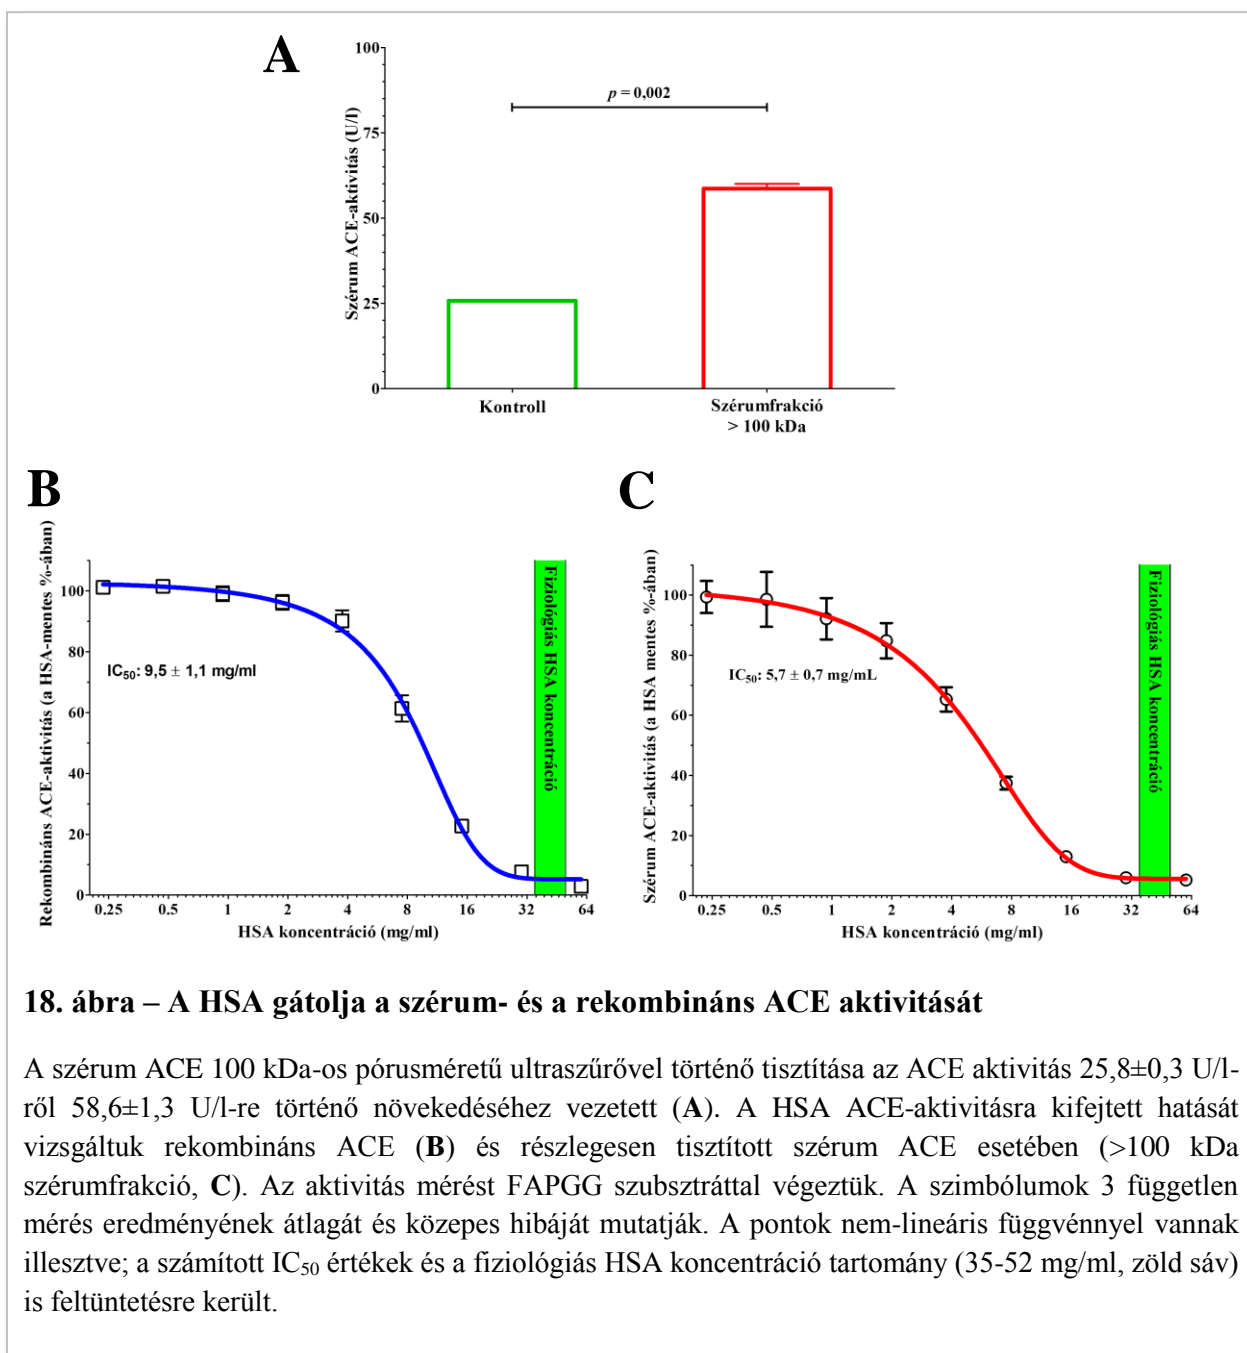 A
100
75
50
25
0
Szérum ACE-aktivitás (U/l)
p = 0,002
Kontroll
Szérumfrakció
> 100 kDa
B
Rekombináns ACE-aktivitás (a HSA-mentes %-ában)
100
80
60
40
20
0
IC50: 9,5 ± 1,1 mg/ml
Fiziológiás HSA koncentráció
0.25 0.5 1 2 4 8 16 32 64
HSA koncentráció (mg/ml)
C
Szérum ACE-aktivitás (a HSA mentes %-ában)
100
80
60
40
20
0
IC50: 5,7 ± 0,7 mg/mL
Fiziológiás HSA koncentráció
0.25 0.5 1 2 4 8 16 32 64
HSA koncentráció (mg/ml)
18. ábra – A HSA gátolja a szérum- és a rekombináns ACE aktivitását
A szérum ACE 100 kDa-os pórusméretű ultraszűrővel történő tisztítása az ACE aktivitás 25,8±0,3 U/l-
ről 58,6±1,3 U/l-re történő növekedéséhez vezetett (A). A HSA ACE-aktivitásra kifejtett hatását
vizsgáltuk rekombináns ACE (B) és részlegesen tisztított szérum ACE esetében (>100 kDa
szérumfrakció, C). Az aktivitás mérést FAPGG szubsztráttal végeztük. A szimbólumok 3 független
mérés eredményének átlagát és közepes hibáját mutatják. A pontok nem-lineáris függvénnyel vannak
illesztve; a számított IC50 értékek és a fiziológiás HSA koncentráció tartomány (35-52 mg/ml, zöld sáv)
is feltüntetésre került.